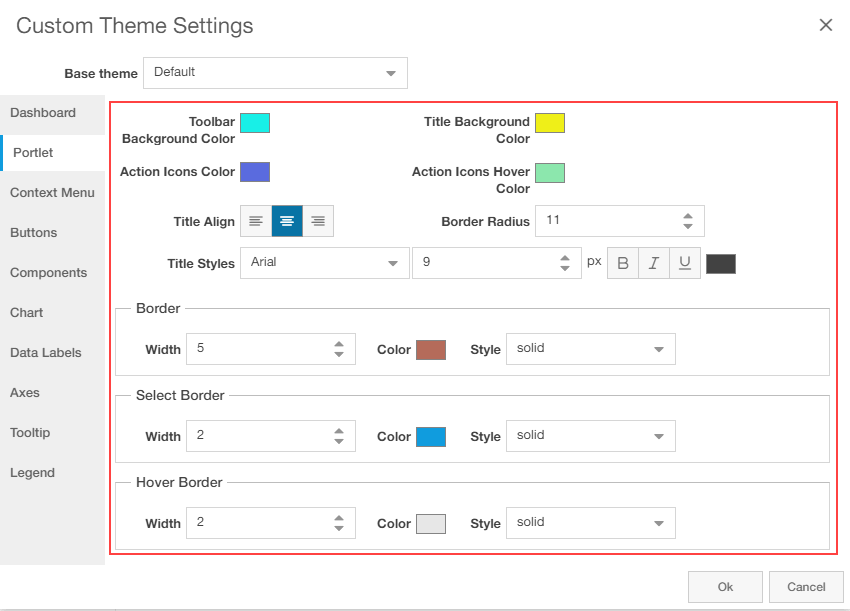 Custom Theme Settings
Base theme Default
Dashboard
Portlet
Context Menu
Buttons
Components
Chart
Data Labels
Axes
Tooltip
Legend
Toolbar
Background Color
Title Background
Color
Action Icons Color
Action Icons Hover
Color
Title Align
Border Radius 11
Title Styles Arial 9 px B I U
Border
Width 5 Color Style solid
Select Border
Width 2 Color Style solid
Hover Border
Width 2 Color Style solid
Ok Cancel